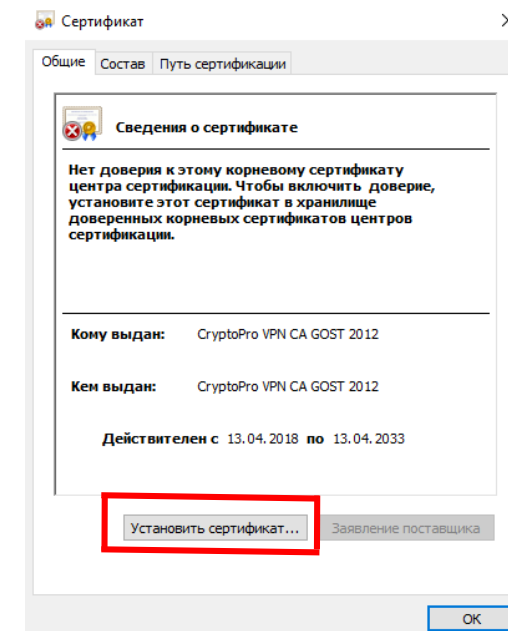 Сертификат
Общие Состав Путь сертификации
Сведения о сертификате
Нет доверия к этому корневому сертификату
центра сертификации. Чтобы включить доверие,
установите этот сертификат в хранилище
доверенных корневых сертификатов центров
сертификации.
Кому выдан: CryptoPro VPN CA GOST 2012
Кем выдан: CryptoPro VPN CA GOST 2012
Действителен с 13.04.2018 по 13.04.2033
Установить сертификат... Заявление поставщика
ОК